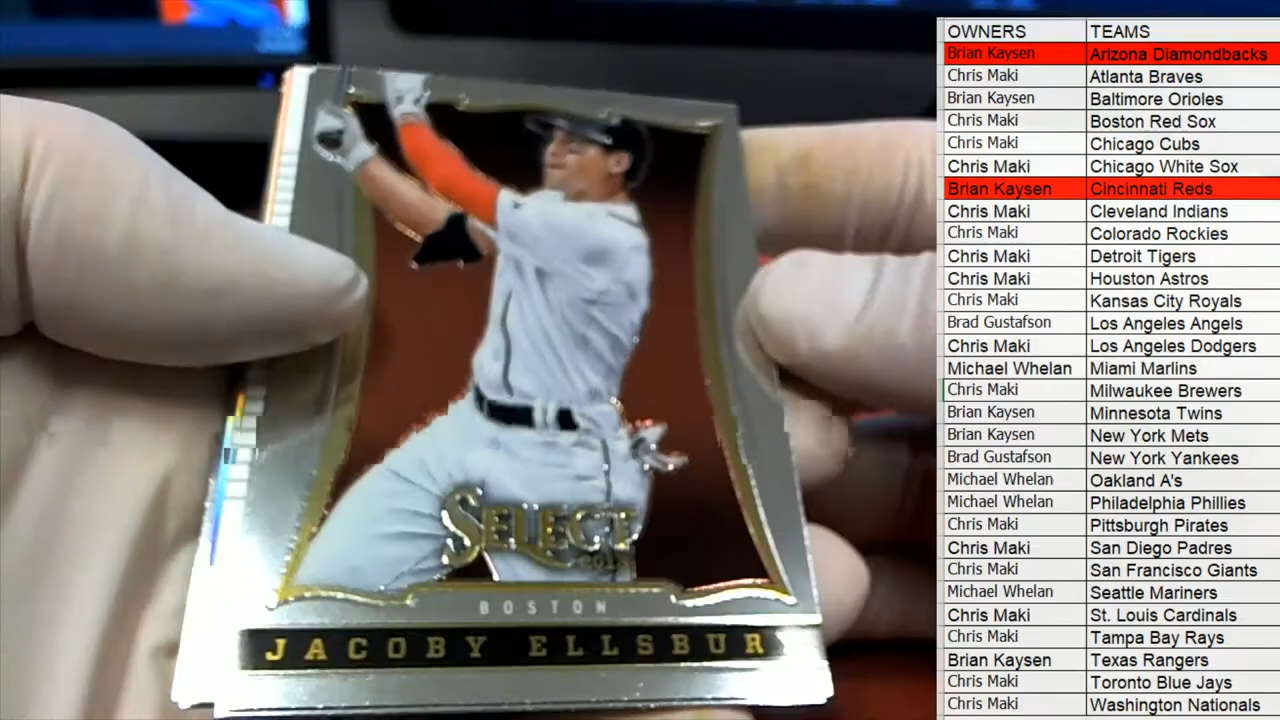 SELECT
BOSTON
JACOBY ELLSBUR
OWNERS TEAMS
Brian Kaysen Arizona Diamondbacks
Chris Maki Atlanta Braves
Brian Kaysen Baltimore Orioles
Chris Maki Boston Red Sox
Chris Maki Chicago Cubs
Chris Maki Chicago White Sox
Brian Kaysen Cincinnati Reds
Chris Maki Cleveland Indians
Chris Maki Colorado Rockies
Chris Maki Detroit Tigers
Chris Maki Houston Astros
Chris Maki Kansas City Royals
Brad Gustafson Los Angeles Angels
Chris Maki Los Angeles Dodgers
Michael Whelan Miami Marlins
Chris Maki Milwaukee Brewers
Brian Kaysen Minnesota Twins
Brian Kaysen New York Mets
Brad Gustafson New York Yankees
Michael Whelan Oakland A's
Michael Whelan Philadelphia Phillies
Chris Maki Pittsburgh Pirates
Chris Maki San Diego Padres
Chris Maki San Francisco Giants
Michael Whelan Seattle Mariners
Chris Maki St. Louis Cardinals
Chris Maki Tampa Bay Rays
Brian Kaysen Texas Rangers
Chris Maki Toronto Blue Jays
Chris Maki Washington Nationals